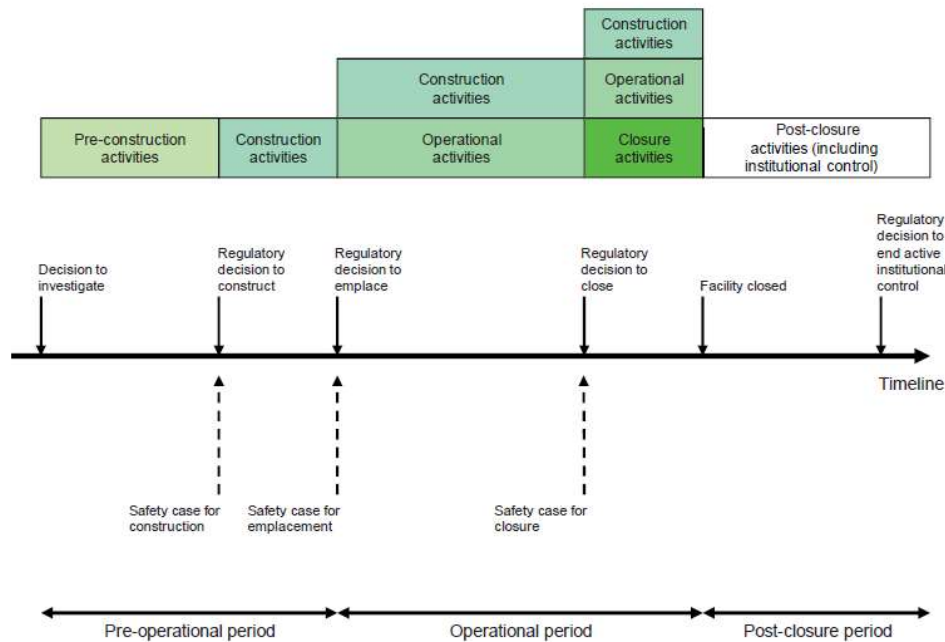 Construction
activities
Construction
activities
Operational
activities
Pre-construction
activities
Construction
activities
Operational
activities
Closure
activities
Post-closure
activities (including
institutional control)
Decision to
investigate
Regulatory
decision to
construct
Regulatory
decision to
emplace
Regulatory
decision to
close
Facility closed
Regulatory
decision to
end active
institutional
control
Timeline
Safety case for
construction
Safety case for
emplacement
Safety case for
closure
Pre-operational period
Operational period
Post-closure period